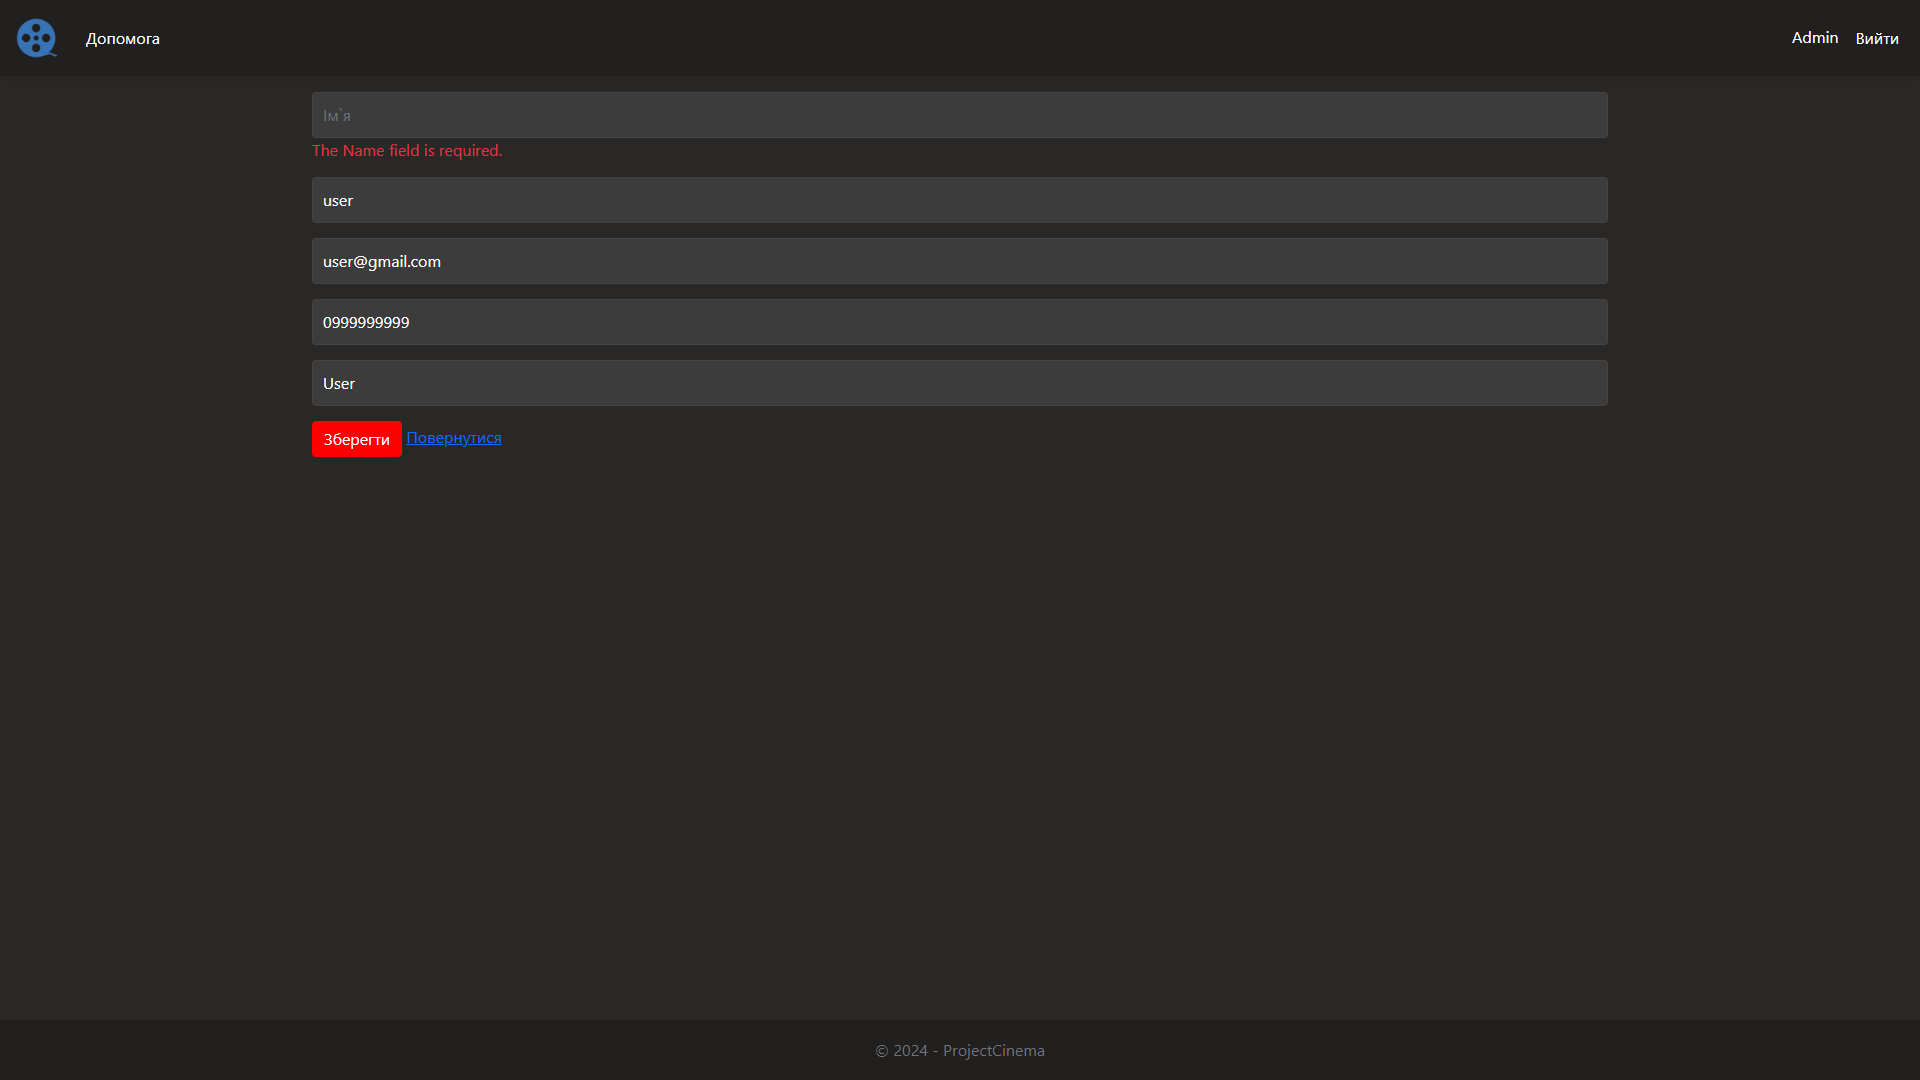 Допомога
Admin
Вийти
Ім`я
The Name field is required.
user
user@gmail.com
0999999999
User
Зберегти
Повернутися
© 2024 - ProjectCinema